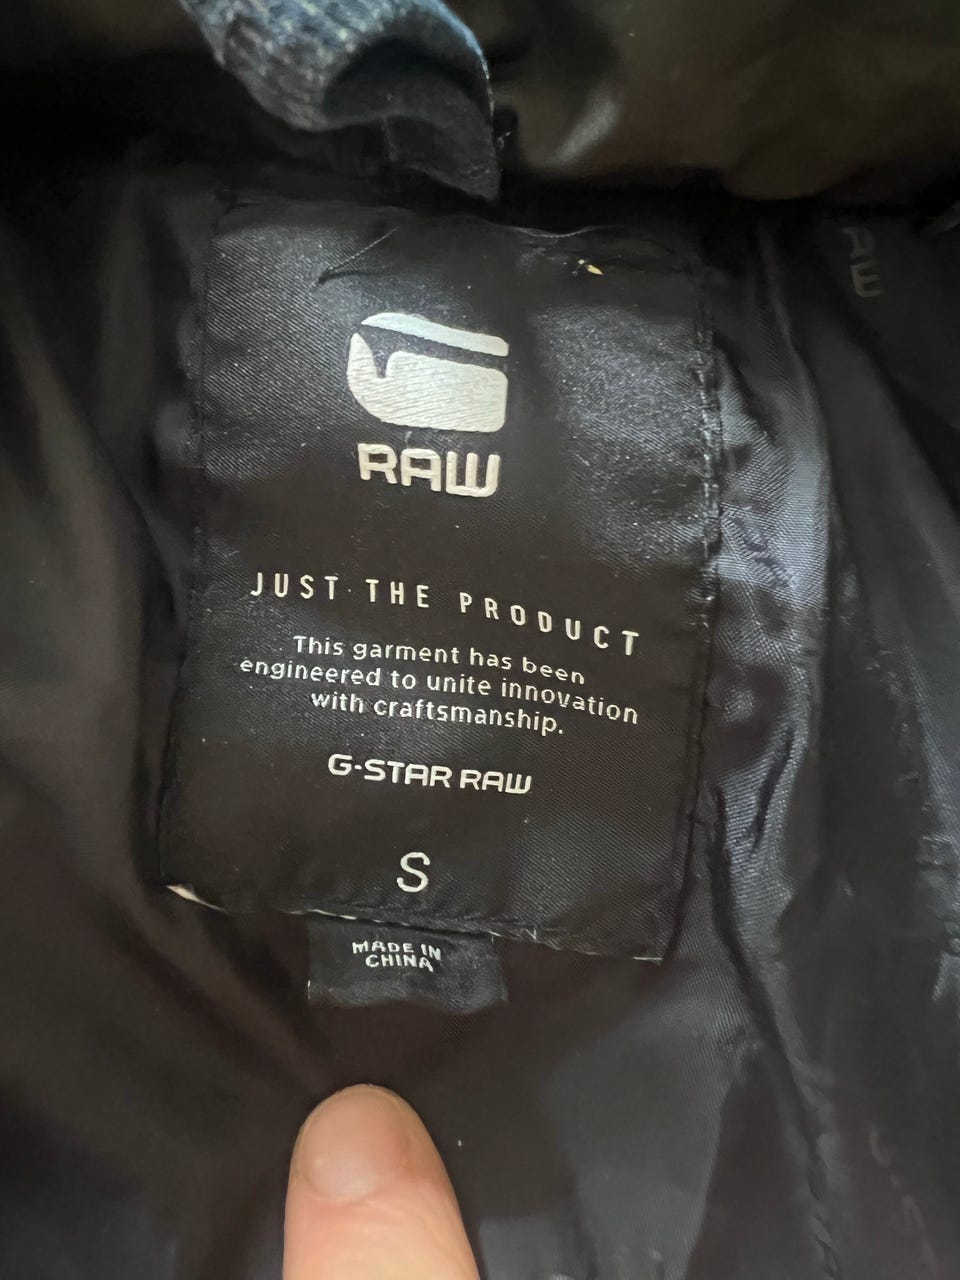 RAW
JUST THE PRODUCT
This garment has been
engineered to unite innovation
with craftsmanship.
G-STAR RAW
S
MADE IN
CHINA